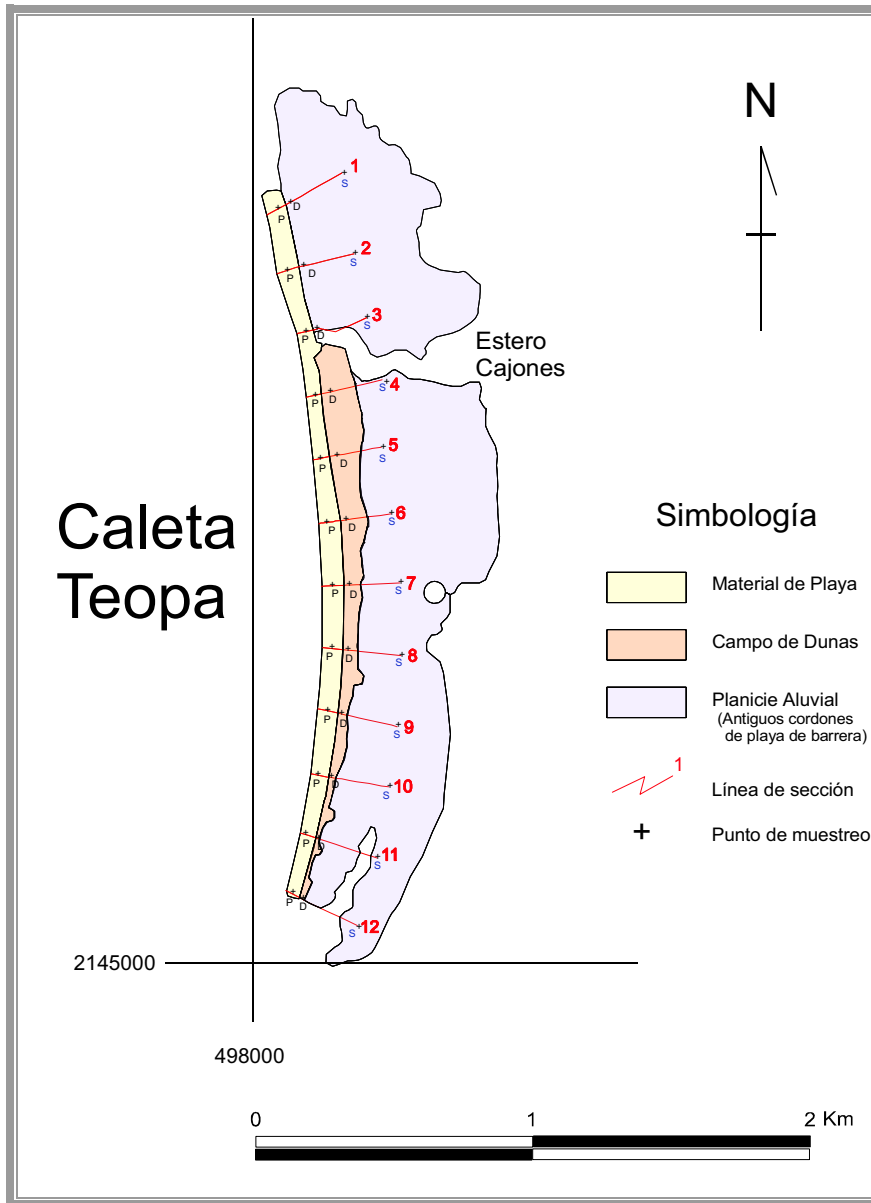 N
1
S
D
P
2
S
D
P
3
S
D
P
Estero
Cajones
4
S
D
P
5
S
D
P
Caleta
Teopa
6
S
D
P
7
S
D
P
8
S
D
P
9
S
D
P
10
S
D
P
11
S
D
P
12
S
D
P
Simbología
Material de Playa
Campo de Dunas
Planicie Aluvial
(Antiguos cordones
de playa de barrera)
1
Línea de sección
Punto de muestreo
2145000
498000
0
1
2 Km